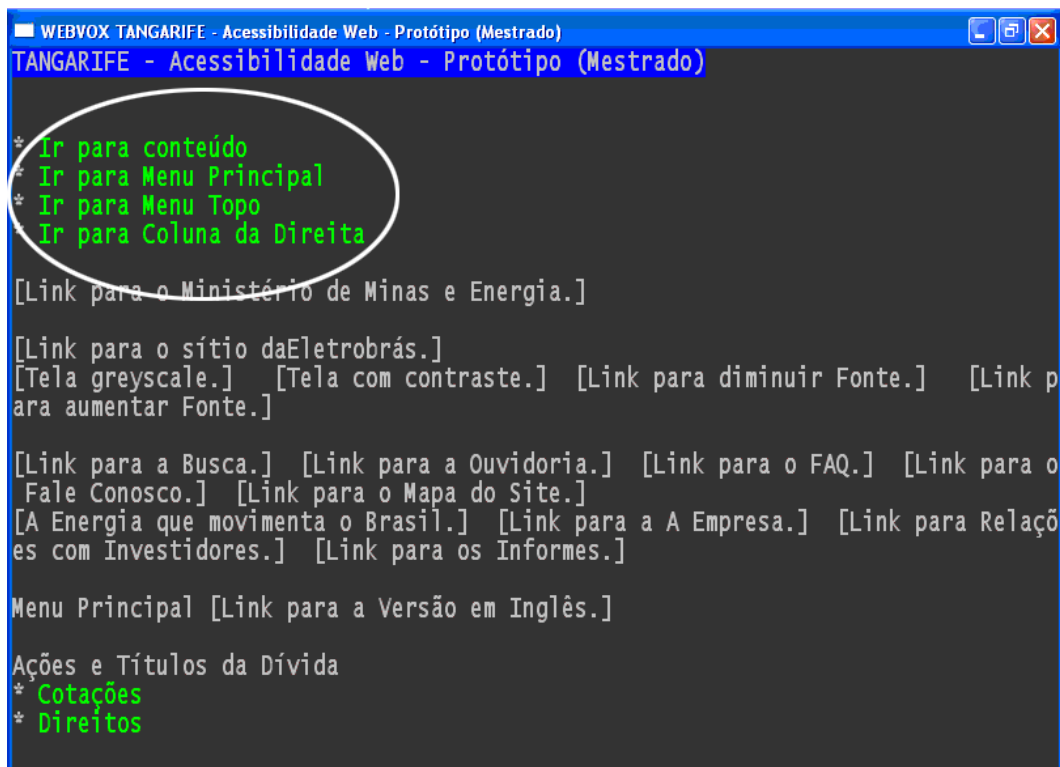 WEBVOX TANGARIFE - Acessibilidade Web - Protótipo (Mestrado)
TANGARIFE - Acessibilidade Web - Protótipo (Mestrado)
* Ir para conteúdo
* Ir para Menu Principal
* Ir para Menu Topo
* Ir para Coluna da Direita
[Link para o Ministério de Minas e Energia.]
[Link para o sítio daEletrobrás.]
[Tela greyscale.] [Tela com contraste.] [Link para diminuir Fonte.] [Link p
ara aumentar Fonte.]
[Link para a Busca.] [Link para a Ouvidoria.] [Link para o FAQ.] [Link para o
Fale Conosco.] [Link para o Mapa do Site.]
[A Energia que movimenta o Brasil.] [Link para a A Empresa.] [Link para Relaçõ
es com Investidores.] [Link para os Informes.]
Menu Principal [Link para a Versão em Inglês.]
Ações e Títulos da Dívida
* Cotações
* Direitos